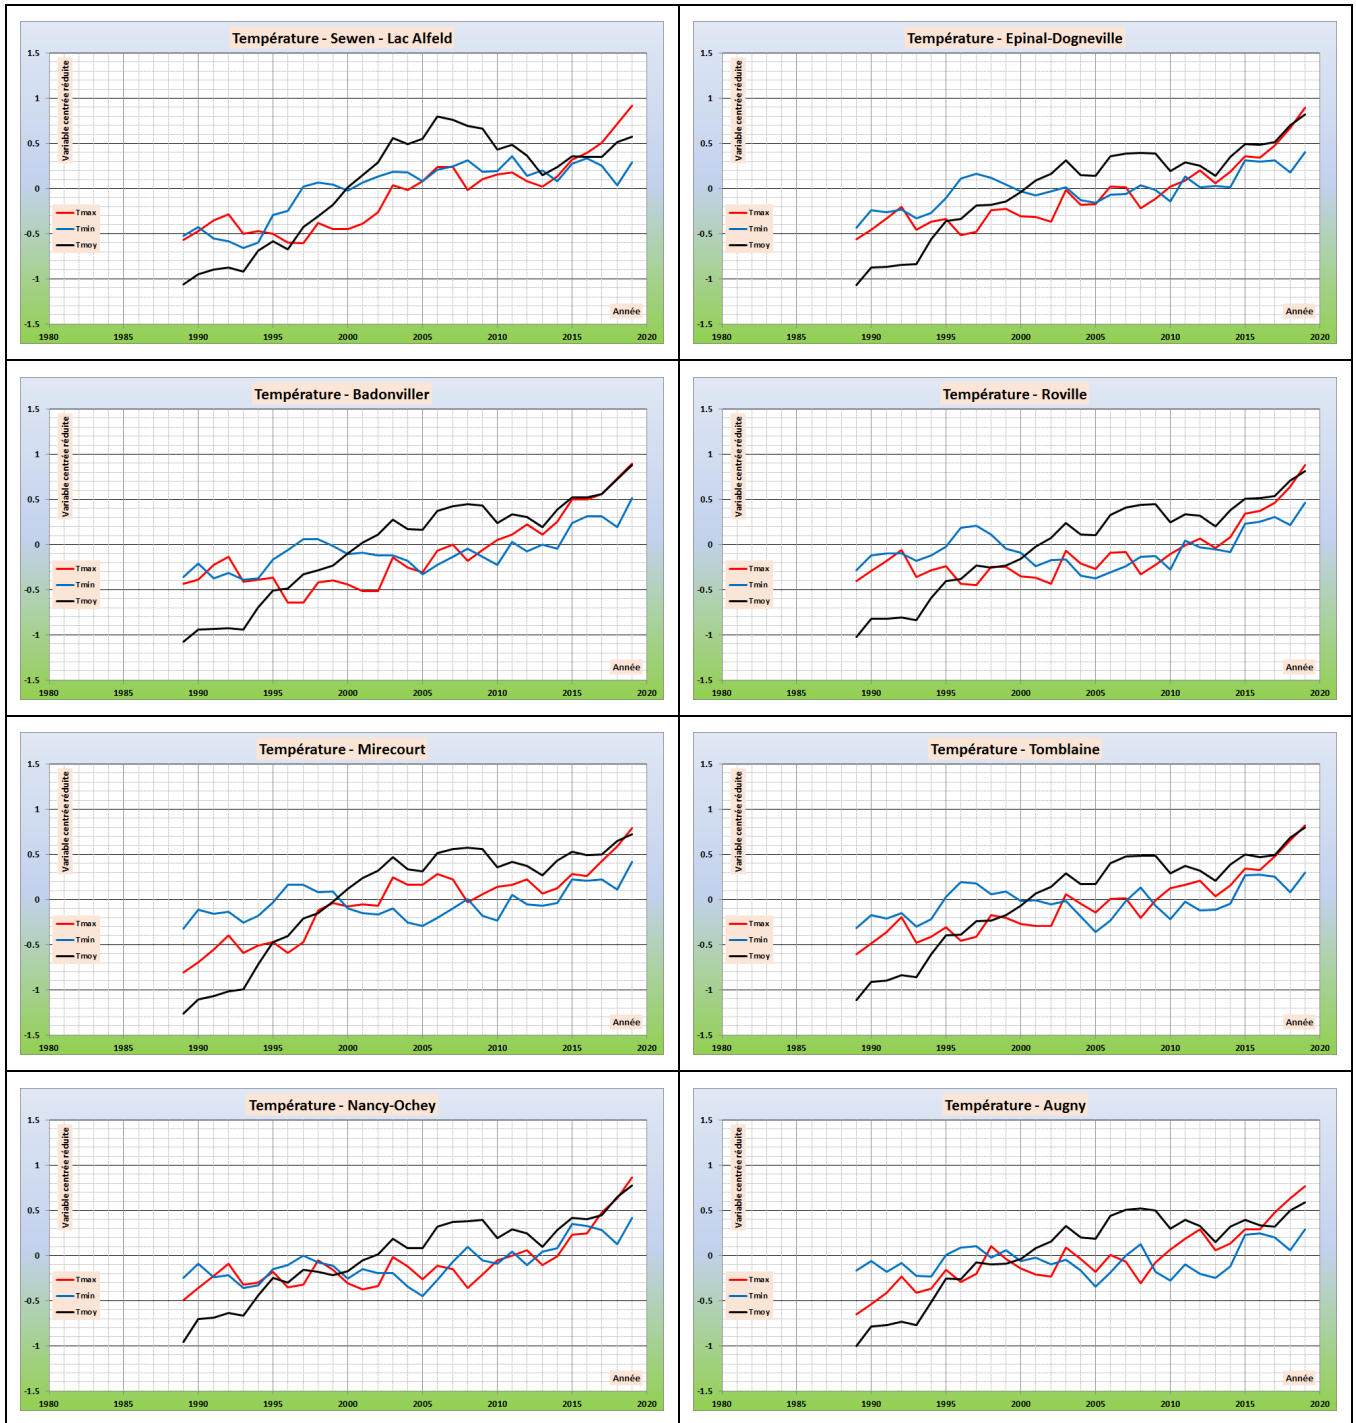 Température - Sewen - Lac Alfeld
Variable centrée réduite
1.5
1
0.5
0
-0.5
-1
-1.5
Tmax
Tmin
Tmoy
Année
1980 1985 1990 1995 2000 2005 2010 2015 2020
Température - Epinal-Dogneville
Variable centrée réduite
1.5
1
0.5
0
-0.5
-1
-1.5
Tmax
Tmin
Tmoy
Année
1980 1985 1990 1995 2000 2005 2010 2015 2020
Température - Badonviller
Variable centrée réduite
1.5
1
0.5
0
-0.5
-1
-1.5
Tmax
Tmin
Tmoy
Année
1980 1985 1990 1995 2000 2005 2010 2015 2020
Température - Roville
Variable centrée réduite
1.5
1
0.5
0
-0.5
-1
-1.5
Tmax
Tmin
Tmoy
Année
1980 1985 1990 1995 2000 2005 2010 2015 2020
Température - Mirecourt
Variable centrée réduite
1.5
1
0.5
0
-0.5
-1
-1.5
Tmax
Tmin
Tmoy
Année
1980 1985 1990 1995 2000 2005 2010 2015 2020
Température - Tomblaine
Variable centrée réduite
1.5
1
0.5
0
-0.5
-1
-1.5
Tmax
Tmin
Tmoy
Année
1980 1985 1990 1995 2000 2005 2010 2015 2020
Température - Nancy-Ochey
Variable centrée réduite
1.5
1
0.5
0
-0.5
-1
-1.5
Tmax
Tmin
Tmoy
Année
1980 1985 1990 1995 2000 2005 2010 2015 2020
Température - Augny
Variable centrée réduite
1.5
1
0.5
0
-0.5
-1
-1.5
Tmax
Tmin
Tmoy
Année
1980 1985 1990 1995 2000 2005 2010 2015 2020